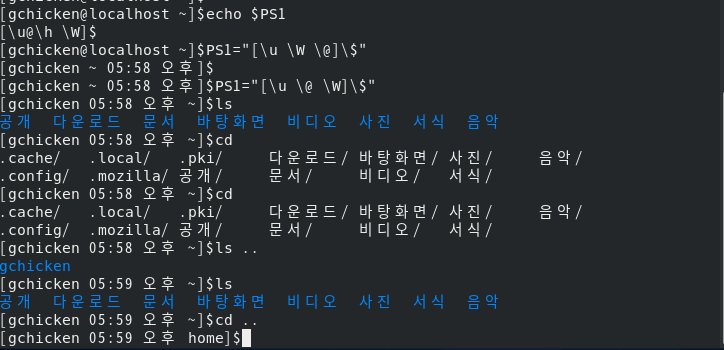 [gchicken@localhost ~]$echo $PS1
[\u@\h \W]$
[gchicken@localhost ~]$PS1="[\u \W \@]\$"
[gchicken ~ 05:58 오후]$
[gchicken ~ 05:58 오후]$PS1="[\u \@ \W]\$"
[gchicken 05:58 오후 ~]$ls
공개 다운로드 문서 바탕화면 비디오 사진 서식 음악
[gchicken 05:58 오후 ~]$cd
.cache/ .local/ .pki/ 다운로드/ 바탕화면/ 사진/ 음악/
.config/ .mozilla/ 공개/ 문서/ 비디오/ 서식/
[gchicken 05:58 오후 ~]$cd
.cache/ .local/ .pki/ 다운로드/ 바탕화면/ 사진/ 음악/
.config/ .mozilla/ 공개/ 문서/ 비디오/ 서식/
[gchicken 05:58 오후 ~]$ls ..
gchicken
[gchicken 05:59 오후 ~]$ls
공개 다운로드 문서 바탕화면 비디오 사진 서식 음악
[gchicken 05:59 오후 ~]$cd ..
[gchicken 05:59 오후 home]$